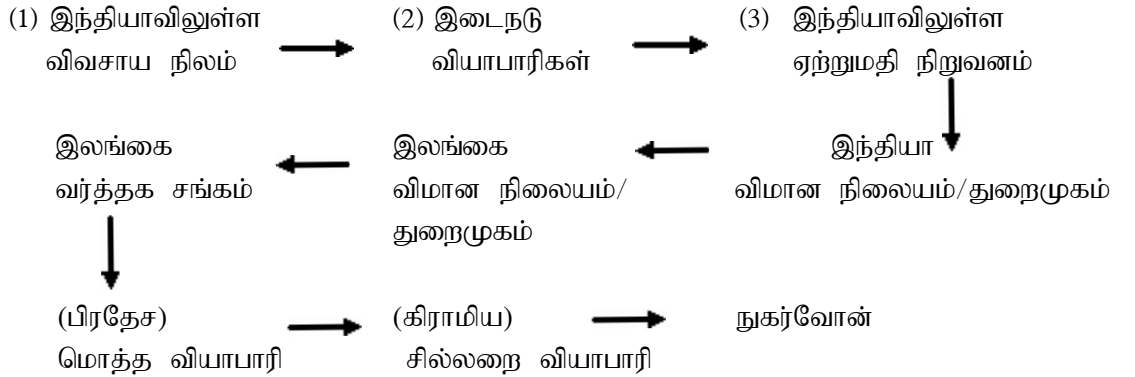 (1) இந்தியாவிலுள்ள
விவசாய நிலம்
(2) இடைநடு
வியாபாரிகள்
(3) இந்தியாவிலுள்ள
ஏற்றுமதி நிறுவனம்
இந்தியா
விமான நிலையம்/துறைமுகம்
இலங்கை
விமான நிலையம்/
துறைமுகம்
இலங்கை
வர்த்தக சங்கம்
(பிரதேச)
மொத்த வியாபாரி
(கிராமிய)
சில்லறை வியாபாரி
நுகர்வோன்